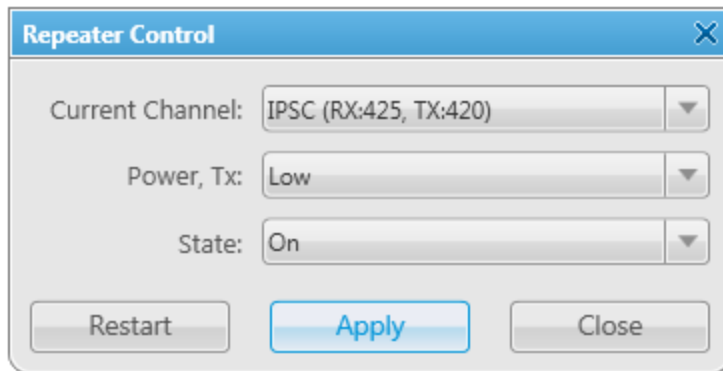 Repeater Control
Current Channel: IPSC (RX:425, TX:420)
Power, Tx: Low
State: On
Restart Apply Close